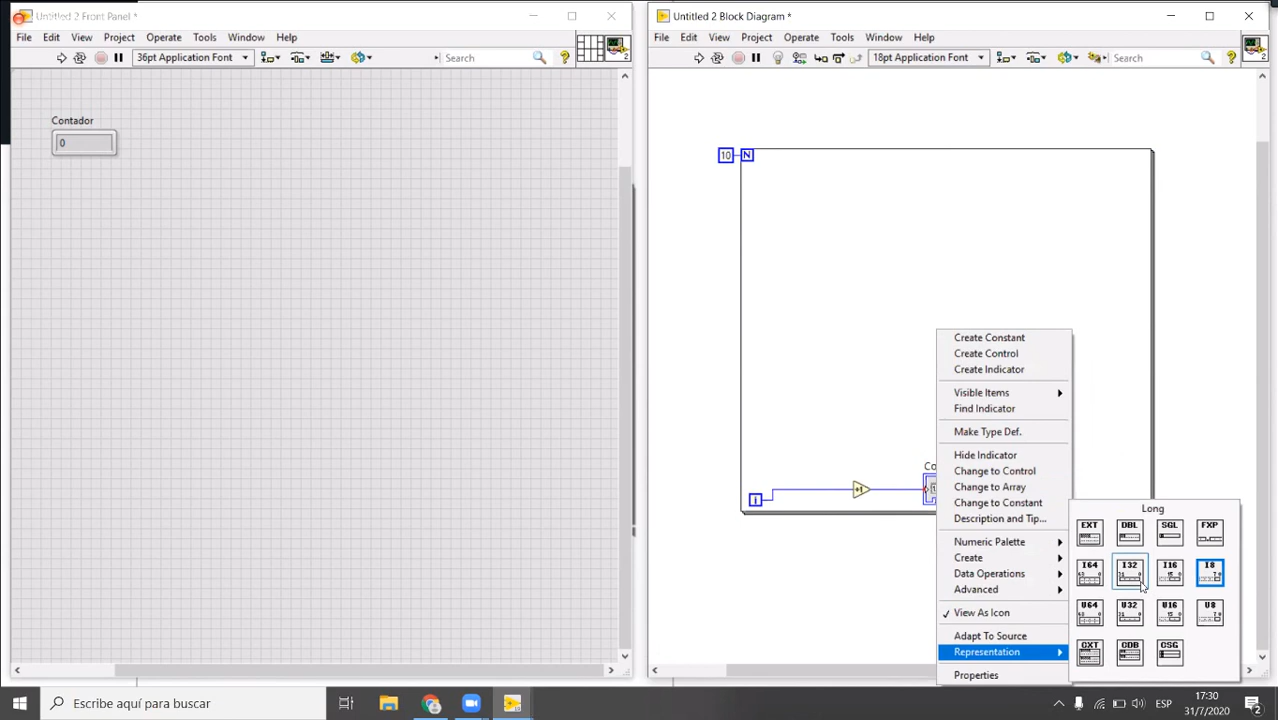 Untitled 2 Front Panel *
File Edit View Project Operate Tools Window Help
36pt Application Font
Search
2
Contador
0
Untitled 2 Block Diagram *
File Edit View Project Operate Tools Window Help
18pt Application Font
Search
2
10 N
i
+1
Co
Create Constant
Create Control
Create Indicator
Visible Items
Find Indicator
Make Type Def.
Hide Indicator
Change to Control
Change to Array
Change to Constant
Description and Tip...
Numeric Palette
Create
Data Operations
Advanced
View As Icon
Adapt To Source
Representation
Properties
Long
EXT DBL SGL FXP
I64 I32 I16 I8
U64 U32 U16 U8
CXT CDB CSG
Escribe aquí para buscar
ESP
17:30
31/7/2020
2